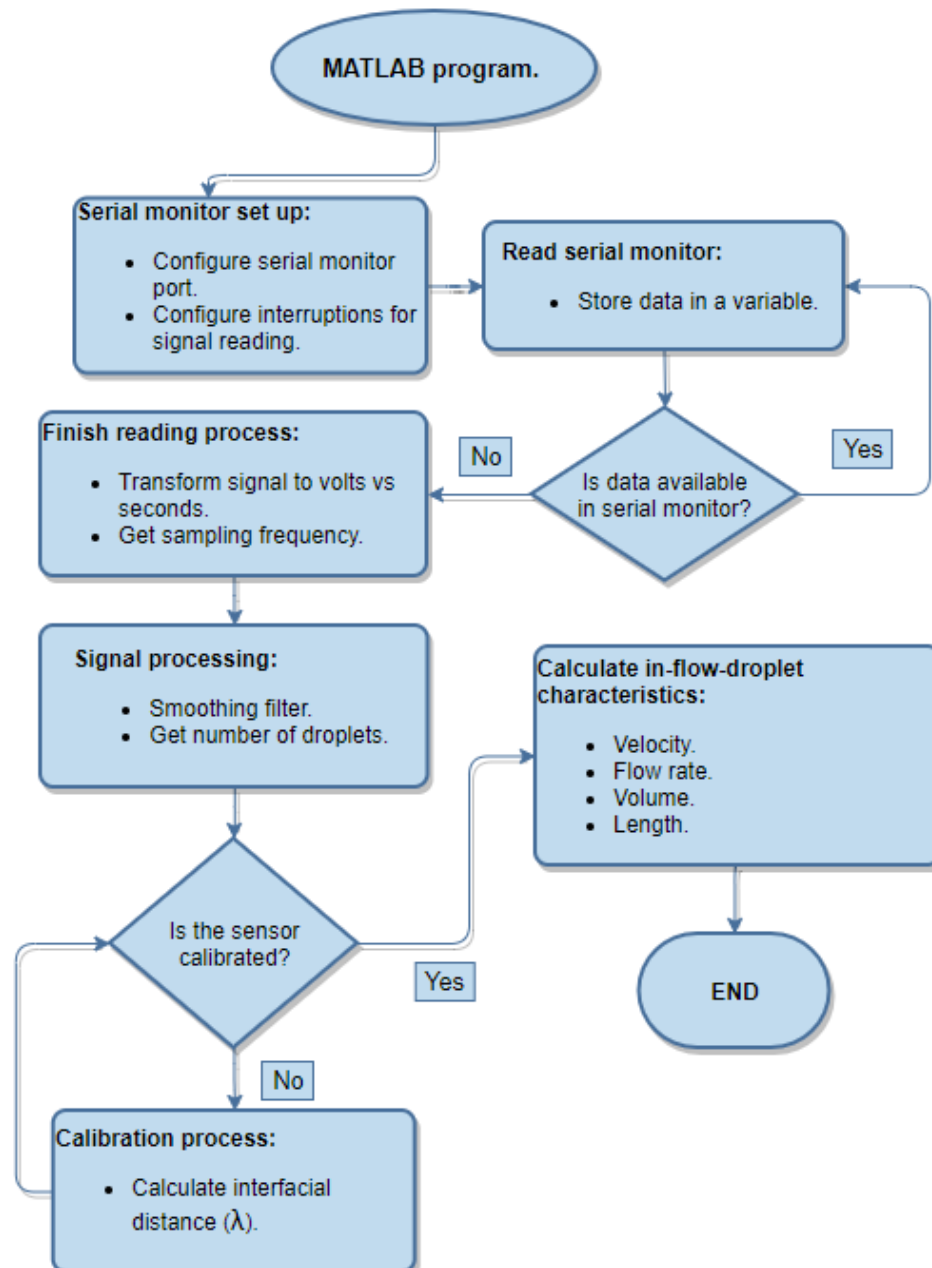 MATLAB program.
Serial monitor set up:
• Configure serial monitor
port.
• Configure interruptions for
signal reading.
Read serial monitor:
• Store data in a variable.
Is data available
in serial monitor?
Yes
No
Finish reading process:
• Transform signal to volts vs
seconds.
• Get sampling frequency.
Signal processing:
• Smoothing filter.
• Get number of droplets.
Is the sensor
calibrated?
Yes
No
Calibration process:
• Calculate interfacial
distance (λ).
Calculate in-flow-droplet
characteristics:
• Velocity.
• Flow rate.
• Volume.
• Length.
END